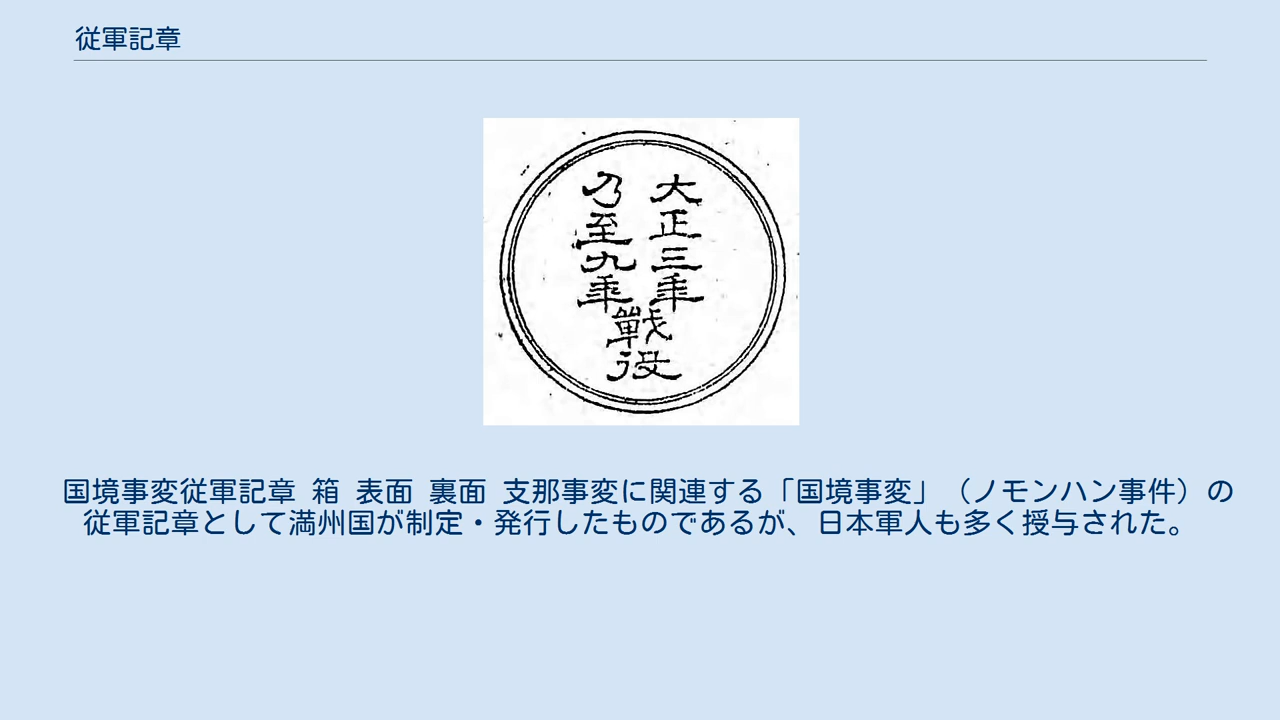 従軍記章
大正三年
乃至九年
戰役
国境事変従軍記章 箱 表面 裏面 支那事変に関連する「国境事変」（ノモンハン事件）の
従軍記章として満州国が制定・発行したものであるが、日本軍人も多く授与された。